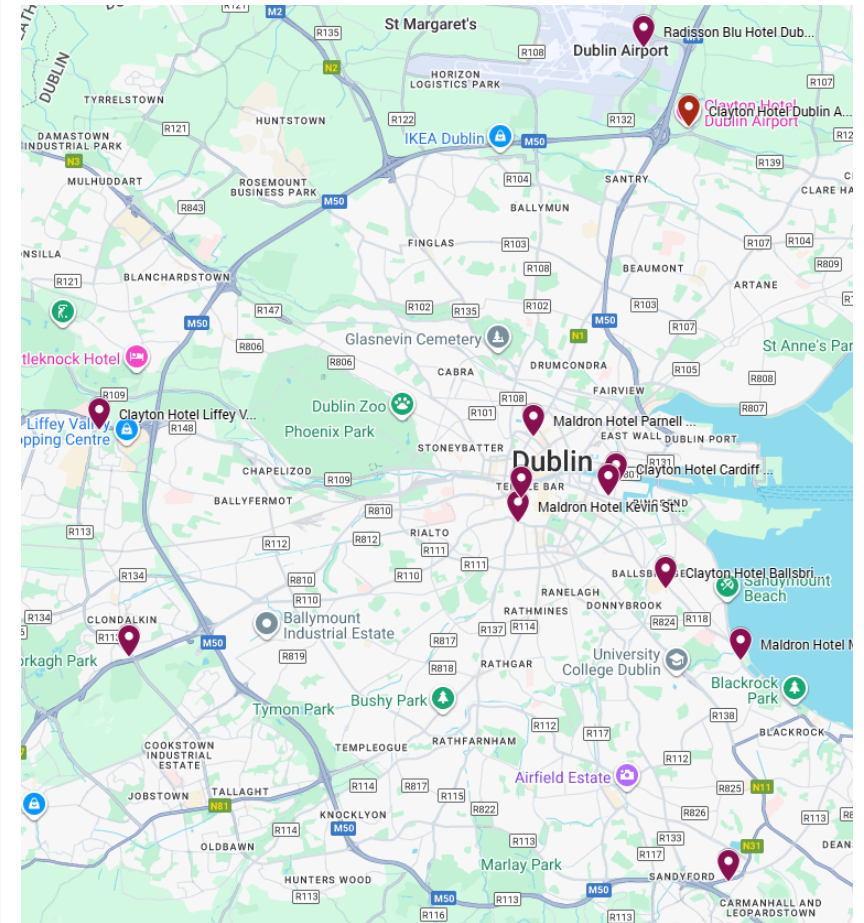 R121
M2
St Margaret's
R135
R108
Dublin Airport
Radisson Blu Hotel Dub...
M1
DUBLIN
N2
HORIZON
LOGISTICS PARK
R107
TYRRELSTOWN
R122
R132
Clayton Hotel
Dublin Airport
Clayton Hotel Dublin A...
R121
HUNTSTOWN
DAMASTOWN
INDUSTRIAL PARK
IKEA Dublin
M50
N3
R139
MULHUDDART
ROSEMOUNT
BUSINESS PARK
R104
SANTRY
CLARE HA
R843
M50
BALLYMUN
FINGLAS
R103
R107
R104
R809
ONSILLA
R121
BLANCHARDSTOWN
R108
BEAUMONT
ARTANE
R147
R102
R135
R102
R103
M50
R806
Glasnevin Cemetery
N1
M50
R107
St Anne's Par
tleknock Hotel
R806
CABRA
DRUMCONDRA
R105
R808
R109
FAIRVIEW
Clayton Hotel Liffey V...
Dublin Zoo
R108
R101
R807
Liffey Valley
opping Centre
R148
Phoenix Park
Maldron Hotel Parnell ...
EAST WALL
DUBLIN PORT
STONEYBATTER
Dublin
CHAPELIZOD
R109
R131
Clayton Hotel Cardiff ...
BALLYFERMOT
TEMPLE BAR
RINGSEND
R810
Maldron Hotel Kevin St...
R113
RIALTO
R812
R111
R112
R134
R810
R110
R111
BALLSBRIDGE
Clayton Hotel Ballsbri
RANELAGH
Sandymount
Beach
R134
R110
RATHMINES
DONNYBROOK
CLONDALKIN
Ballymount
Industrial Estate
R137
R114
R824
R118
R113
M50
R817
Maldron Hotel M
orkagh Park
R819
R818
RATHGAR
University
College Dublin
Tymon Park
Bushy Park
Blackrock
Park
R138
COOKSTOWN
INDUSTRIAL
ESTATE
TEMPLEOGUE
RATHFARNHAM
R112
R117
BLACKROCK
R112
Airfield Estate
JOBSTOWN
TALLAGHT
R114
R817
R115
R825
N11
N81
KNOCKLYON
R822
R826
R113
R114
M50
R113
R133
OLDBAWN
R117
N31
DEANS
Marlay Park
HUNTERS WOOD
SANDYFORD
R113
M50
R113
M50
CARMANHALL AND
LEOPARDSTOWN
R116
R113